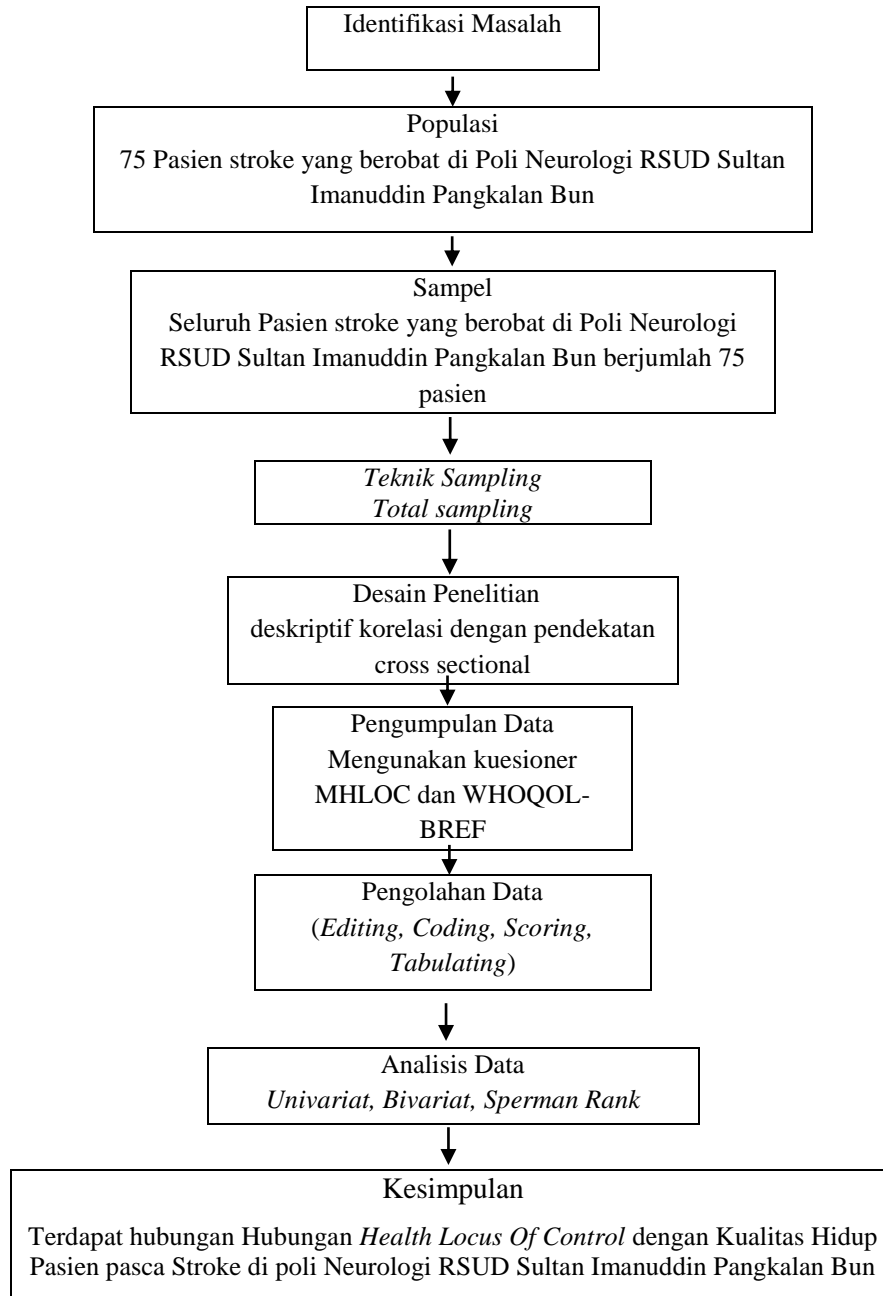 Identifikasi Masalah
Populasi
75 Pasien stroke yang berobat di Poli Neurologi RSUD Sultan
Imanuddin Pangkalan Bun
Sampel
Seluruh Pasien stroke yang berobat di Poli Neurologi
RSUD Sultan Imanuddin Pangkalan Bun berjumlah 75
pasien
Teknik Sampling
Total sampling
Desain Penelitian
deskriptif korelasi dengan pendekatan
cross sectional
Pengumpulan Data
Mengunakan kuesioner
MHLOC dan WHOQOL-
BREF
Pengolahan Data
(Editing, Coding, Scoring,
Tabulating)
Analisis Data
Univariat, Bivariat, Sperman Rank
Kesimpulan
Terdapat hubungan Hubungan Health Locus Of Control dengan Kualitas Hidup
Pasien pasca Stroke di poli Neurologi RSUD Sultan Imanuddin Pangkalan Bun